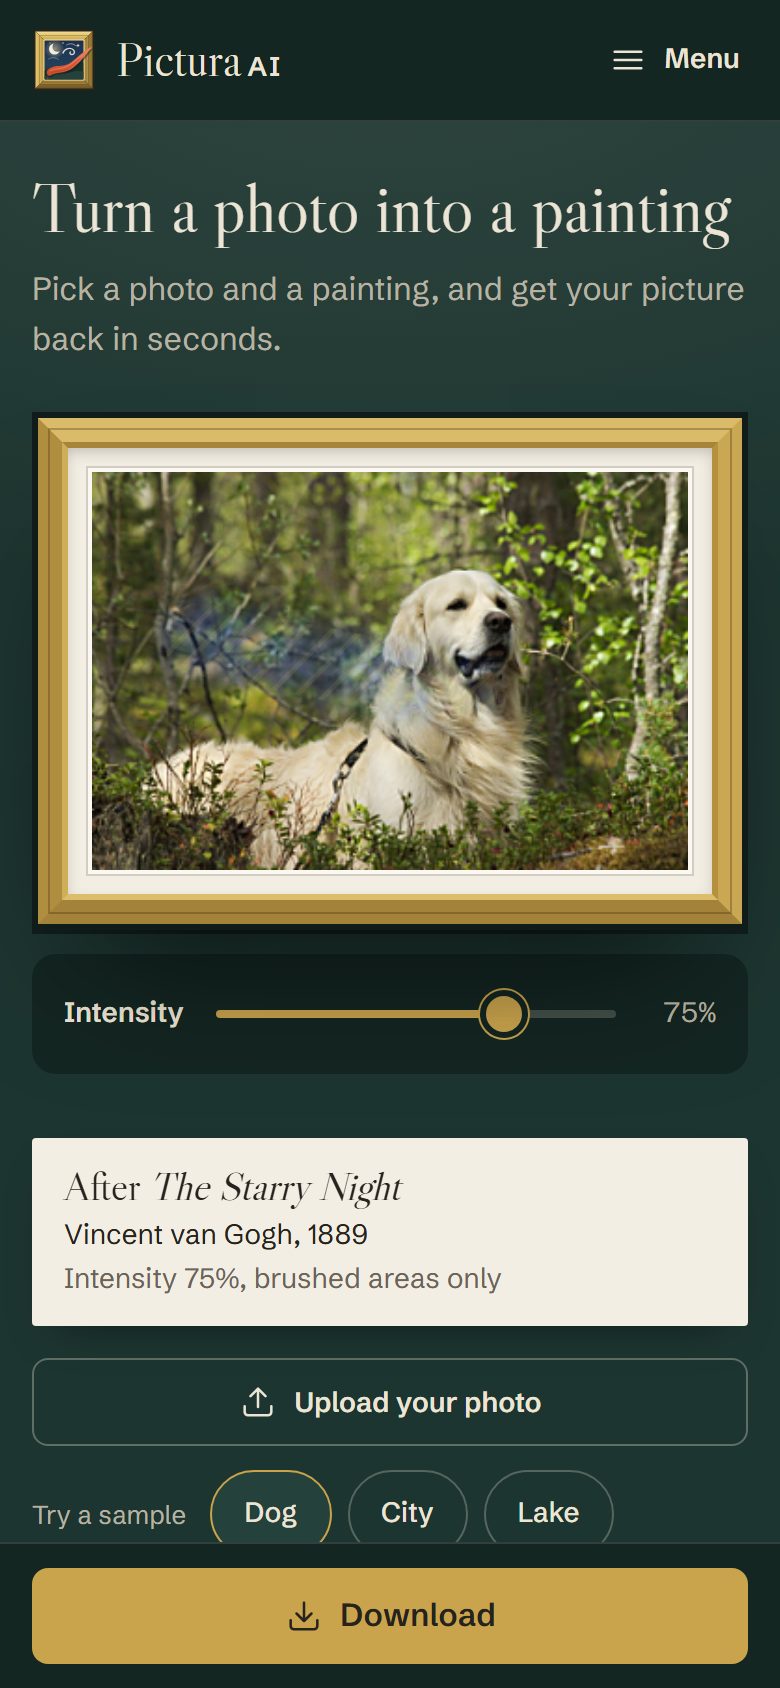 Pictura AI
Menu
Turn a photo into a painting
Pick a photo and a painting, and get your picture
back in seconds.
Intensity 75%
After The Starry Night
Vincent van Gogh, 1889
Intensity 75%, brushed areas only
Upload your photo
Try a sample Dog City Lake
Download